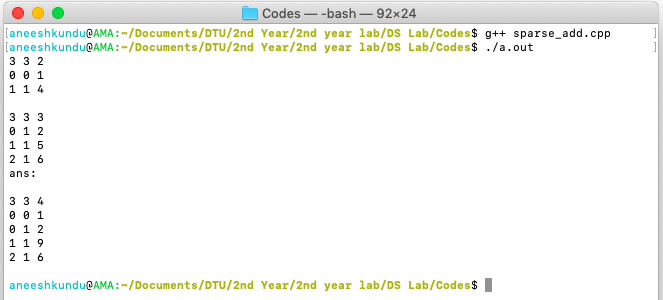 Codes — -bash — 92×24
[aneeshkundu@AMA:~/Documents/DTU/2nd Year/2nd year lab/DS Lab/Codes$ g++ sparse_add.cpp ]
[aneeshkundu@AMA:~/Documents/DTU/2nd Year/2nd year lab/DS Lab/Codes$ ./a.out ]
3 3 2
0 0 1
1 1 4
3 3 3
0 1 2
1 1 5
2 1 6
ans:
3 3 4
0 0 1
0 1 2
1 1 9
2 1 6
aneeshkundu@AMA:~/Documents/DTU/2nd Year/2nd year lab/DS Lab/Codes$